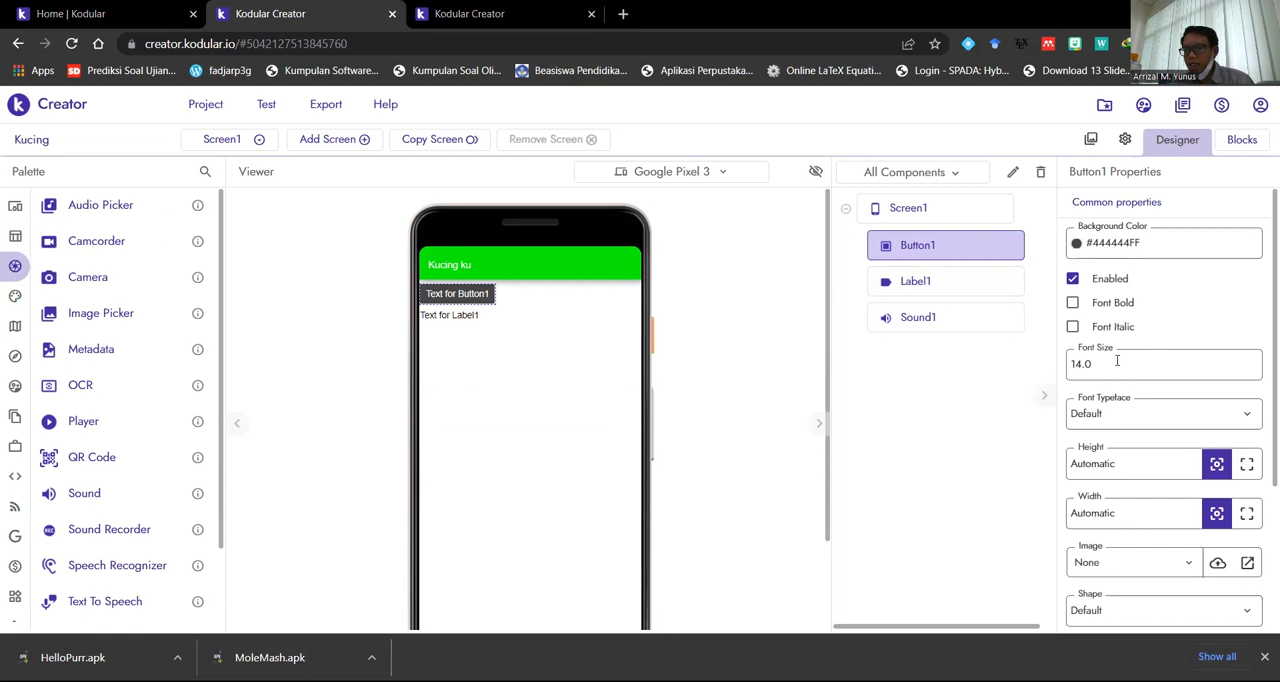 Home | Kodular
Kodular Creator
Kodular Creator
creator.kodular.io/#5042127513845760
Apps
Prediksi Soal Ujian...
fadjarp3g
Kumpulan Software...
Kumpulan Soal Oli...
Beasiswa Pendidika...
Aplikasi Perpustaka...
Online LaTeX Equati...
Login - SPADA: Hyb...
Download 13 Slide...
Arrizal M. Yunus
Creator
Project
Test
Export
Help
Kucing
Screen1
Add Screen
Copy Screen
Remove Screen
Designer
Blocks
Palette
Viewer
Google Pixel 3
All Components
Button1 Properties
Audio Picker
Camcorder
Camera
Image Picker
Metadata
OCR
Player
QR Code
Sound
Sound Recorder
Speech Recognizer
Text To Speech
Kucing ku
Text for Button1
Text for Label1
Screen1
Button1
Label1
Sound1
Common properties
Background Color
#444444FF
Enabled
Font Bold
Font Italic
Font Size
14.0
Font Typeface
Default
Height
Automatic
Width
Automatic
Image
None
Shape
Default
HelloPurr.apk
MoleMash.apk
Show all